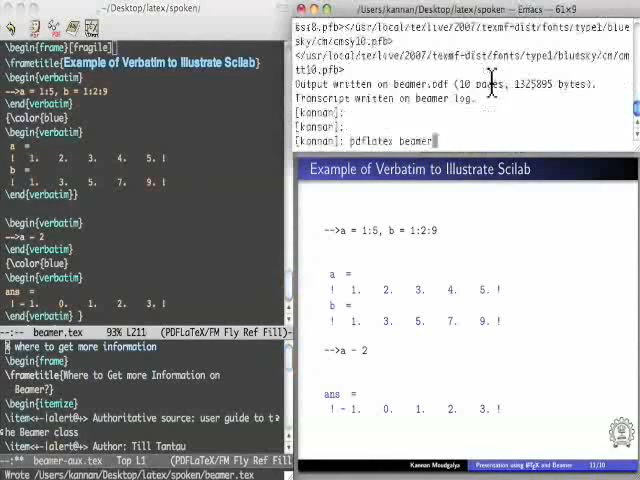 ~/Desktop/latex/spoken/
\begin{frame}[fragile]
\frametitle{Example of Verbatim to Illustrate Scilab}
\begin{verbatim}
-->a = 1:5, b = 1:2:9
\end{verbatim}
{\color{blue}
\begin{verbatim}
a =
! 1. 2. 3. 4. 5. !
b =
! 1. 3. 5. 7. 9. !
\end{verbatim}}
\begin{verbatim}
-->a - 2
\end{verbatim}
{\color{blue}
\begin{verbatim}
ans =
! - 1. 0. 1. 2. 3. !
\end{verbatim} }
--:-- beamer.tex 93% L211 (PDFLaTeX/FM Fly Ref Fill)
% where to get more information
\begin{frame}
\frametitle{Where to Get more Information on
Beamer?}
\begin{itemize}
\item<+-|alert@+> Authoritative source: user guide to t
he Beamer class
\item<+-|alert@+> Author: Till Tantau
--:** beamer-aux.tex Top L1 (PDFLaTeX/FM Fly Ref Fill)
Wrote /Users/kannan/Desktop/latex/spoken/beamer.tex
/Users/kannan/Desktop/latex/spoken — Emacs — 61×9
sky/cm/cmsy10.pfb>
</usr/local/texlive/2007/texmf-dist/fonts/type1/bluesky/cm/cm
tt10.pfb>
Output written on beamer.pdf (10 pages, 1325895 bytes).
Transcript written on beamer.log.
[kannan]:
[kannan]:
[kannan]: pdflatex beamer
Example of Verbatim to Illustrate Scilab
-->a = 1:5, b = 1:2:9
a =
! 1. 2. 3. 4. 5. !
b =
! 1. 3. 5. 7. 9. !
-->a - 2
ans =
! - 1. 0. 1. 2. 3. !
Kannan Moudgalya
Presentation using LATEX and Beamer
11/10